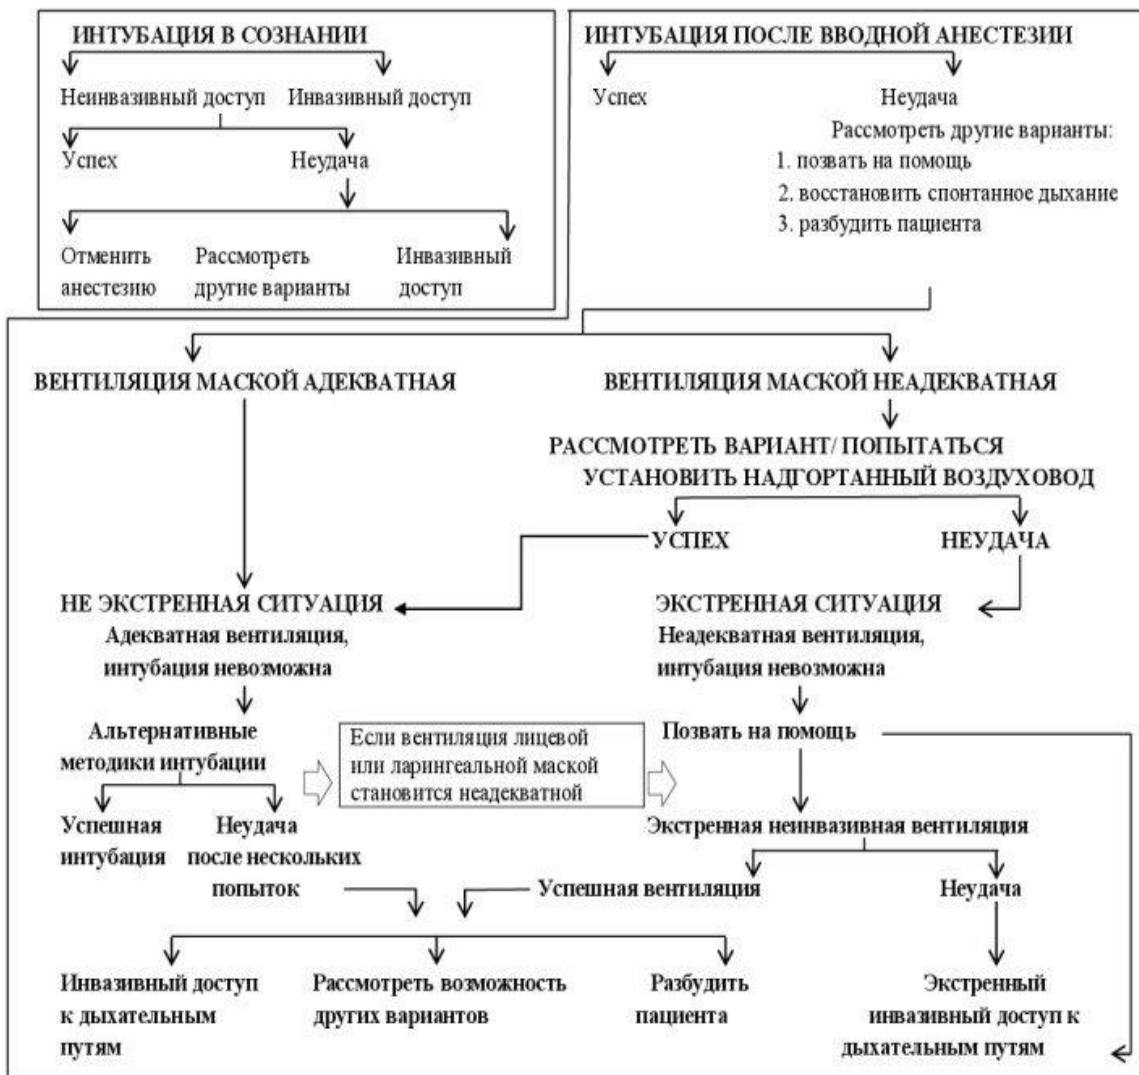 ИНТУБАЦИЯ В СОЗНАНИИ
Неинвазивный доступ
Инвазивный доступ
Успех
Неудача
Отменить
анестезию
Рассмотреть
другие варианты
Инвазивный
доступ
ИНТУБАЦИЯ ПОСЛЕ ВВОДНОЙ АНЕСТЕЗИИ
Успех
Неудача
Рассмотреть другие варианты:
1. позвать на помощь
2. восстановить спонтанное дыхание
3. разбудить пациента
ВЕНТИЛЯЦИЯ МАСКОЙ АДЕКВАТНАЯ
ВЕНТИЛЯЦИЯ МАСКОЙ НЕАДЕКВАТНАЯ
РАССМОТРЕТЬ ВАРИАНТ/ ПОПЫТАТЬСЯ
УСТАНОВИТЬ НАДГОРТАННЫЙ ВОЗДУХОВОД
УСПЕХ
НЕУДАЧА
НЕ ЭКСТРЕННАЯ СИТУАЦИЯ
Адекватная вентиляция,
интубация невозможна
ЭКСТРЕННАЯ СИТУАЦИЯ
Неадекватная вентиляция,
интубация невозможна
Альтернативные
методики интубации
Если вентиляция лицевой
или ларингеальной маской
становится неадекватной
Позвать на помощь
Успешная
интубация
Неудача
после нескольких
попыток
Экстренная неинвазивная вентиляция
Успешная вентиляция
Неудача
Инвазивный доступ
к дыхательным
путям
Рассмотреть возможность
других вариантов
Разбудить
пациента
Экстренный
инвазивный доступ к
дыхательным путям